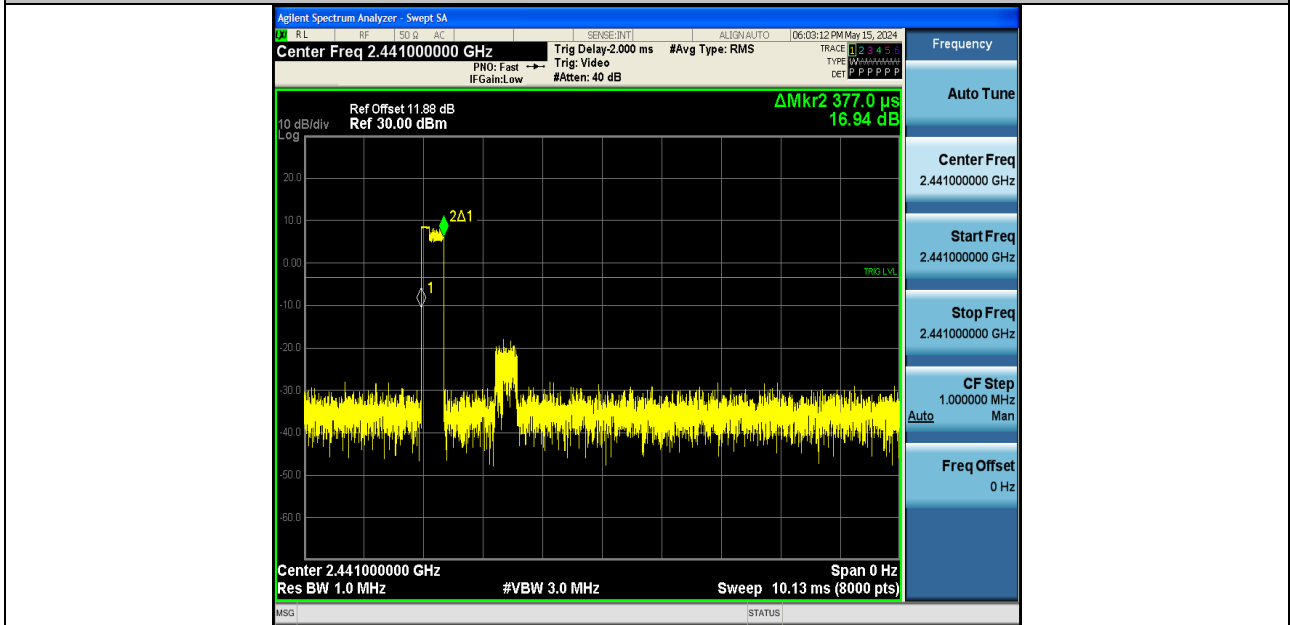 Agilent Spectrum Analyzer - Swept SA
LXI RL RF 50 Ω AC SENSE:INT ALIGN AUTO 06:03:12 PM May 15, 2024
Center Freq 2.441000000 GHz
PNO: Fast
IFGain:Low
Trig Delay-2.000 ms
Trig: Video
#Atten: 40 dB
#Avg Type: RMS
TRACE 1 2 3 4 5 6
TYPE
DET P P P P P P
ΔMkr2 377.0 µs
16.94 dB
Ref Offset 11.88 dB
10 dB/div Ref 30.00 dBm
Log
20.0
10.0
0.00
-10.0
-20.0
-30.0
-40.0
-50.0
-60.0
2Δ1
1
TRIG LVL
Center 2.441000000 GHz Span 0 Hz
Res BW 1.0 MHz #VBW 3.0 MHz Sweep 10.13 ms (8000 pts)
MSG STATUS
Frequency
Auto Tune
Center Freq
2.441000000 GHz
Start Freq
2.441000000 GHz
Stop Freq
2.441000000 GHz
CF Step
1.000000 MHz
Auto Man
Freq Offset
0 Hz